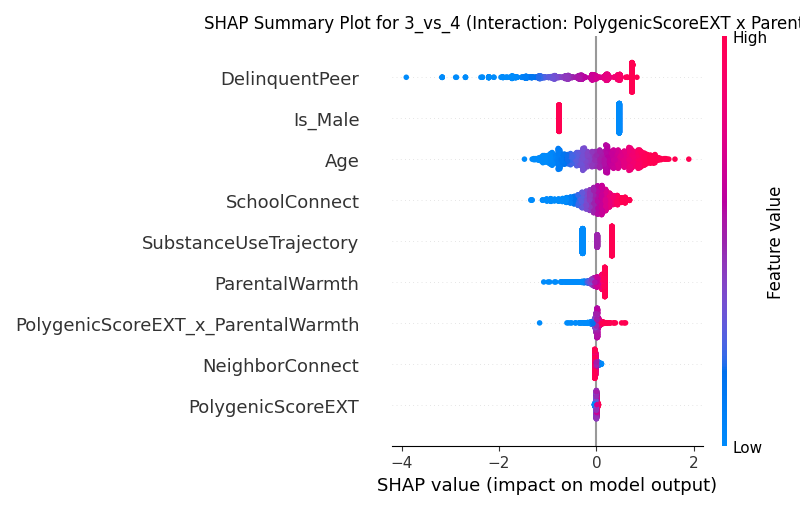 SHAP Summary Plot for 3_vs_4 (Interaction: PolygenicScoreEXT x Parent
High
DelinquentPeer
Is_Male
Age
SchoolConnect
SubstanceUseTrajectory
ParentalWarmth
PolygenicScoreEXT_x_ParentalWarmth
NeighborConnect
PolygenicScoreEXT
Feature value
Low
−4 −2 0 2
SHAP value (impact on model output)